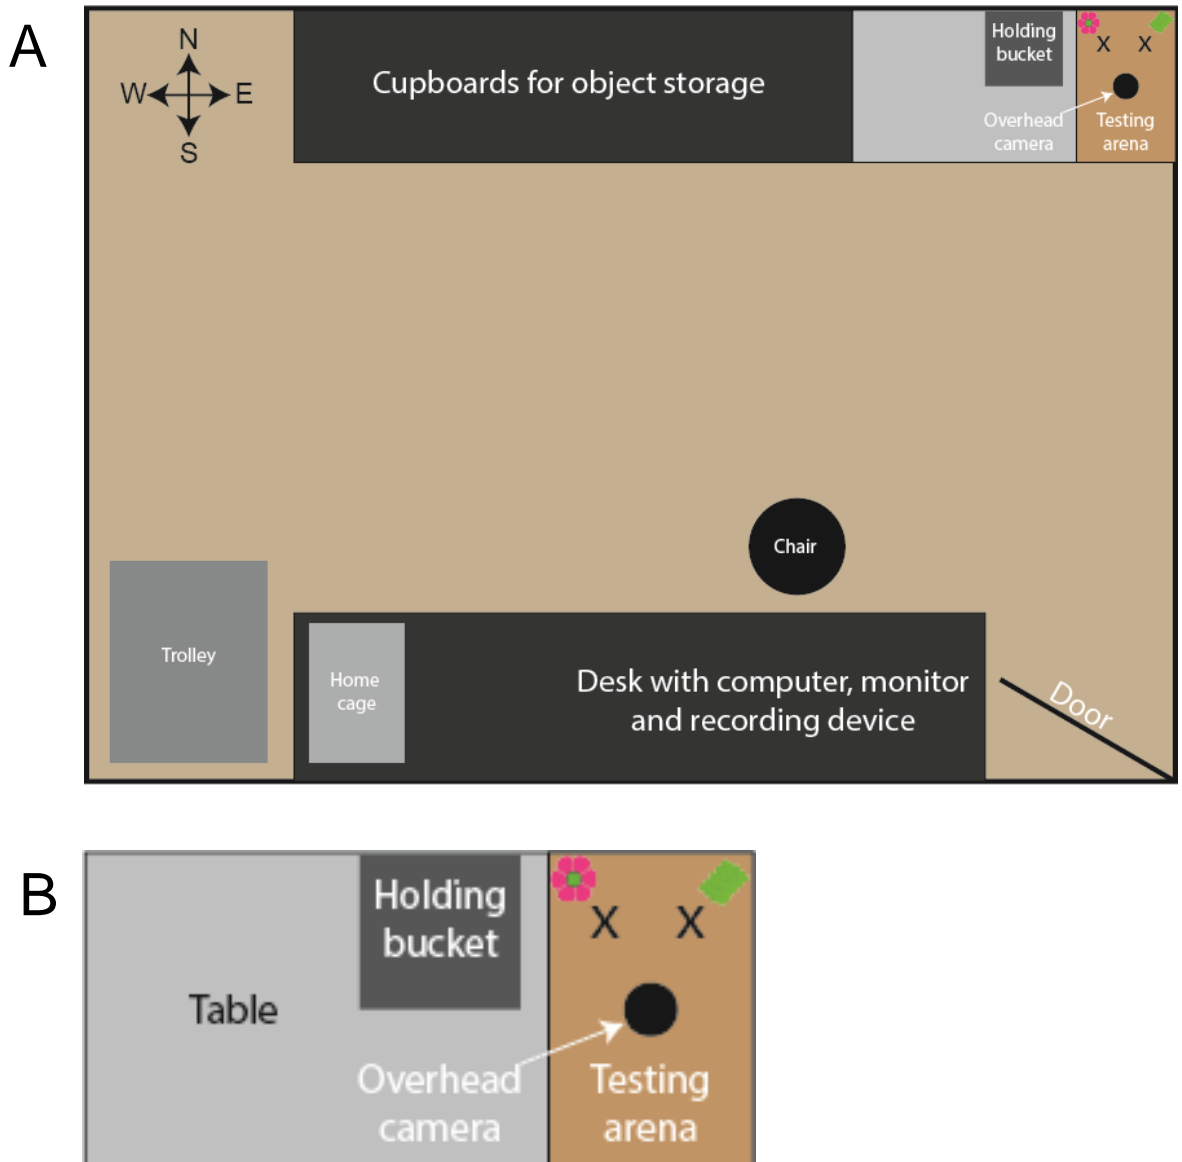 A
N
W E
S
Cupboards for object storage
Holding
bucket
X X
Overhead
camera
Testing
arena
Chair
Trolley
Home
cage
Desk with computer, monitor
and recording device
Door
B
Holding
bucket
X X
Table
Overhead
camera
Testing
arena